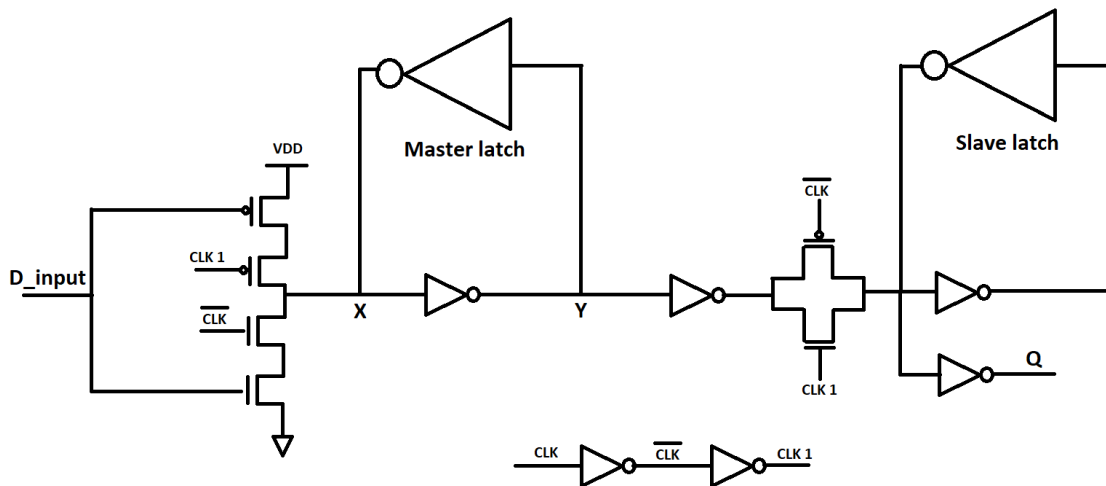 Master latch
Slave latch
VDD
CLK
CLK 1
D_input
CLK
X
Y
CLK 1
Q
CLK
CLK
CLK 1